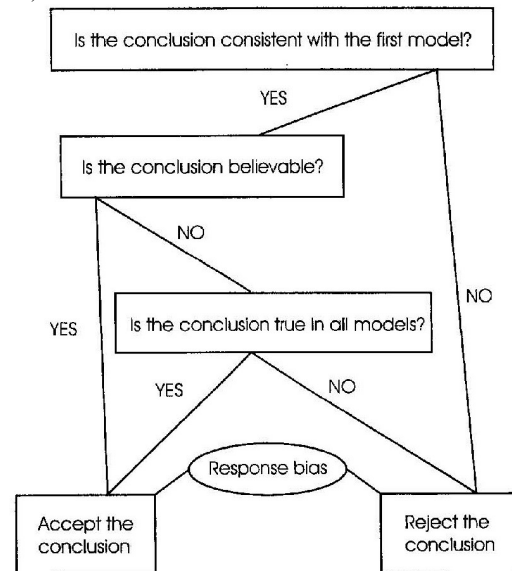 Is the conclusion consistent with the first model?
YES
Is the conclusion believable?
NO
NO
YES
Is the conclusion true in all models?
YES
NO
Response bias
Accept the
conclusion
Reject the
conclusion